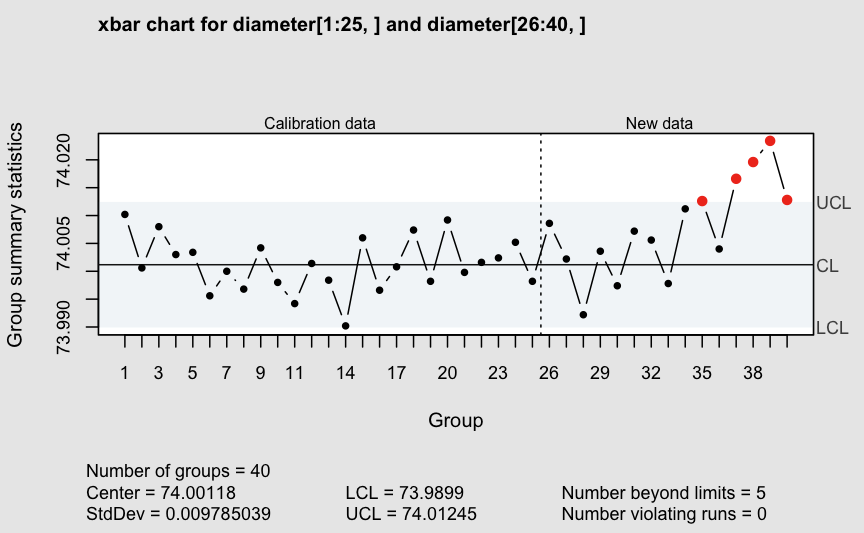 xbar chart for diameter[1:25, ] and diameter[26:40, ]
Calibration data New data
Group summary statistics
74.020
74.005
73.990
UCL
CL
LCL
1 3 5 7 9 11 14 17 20 23 26 29 32 35 38
Group
Number of groups = 40
Center = 74.00118 LCL = 73.9899 Number beyond limits = 5
StdDev = 0.009785039 UCL = 74.01245 Number violating runs = 0